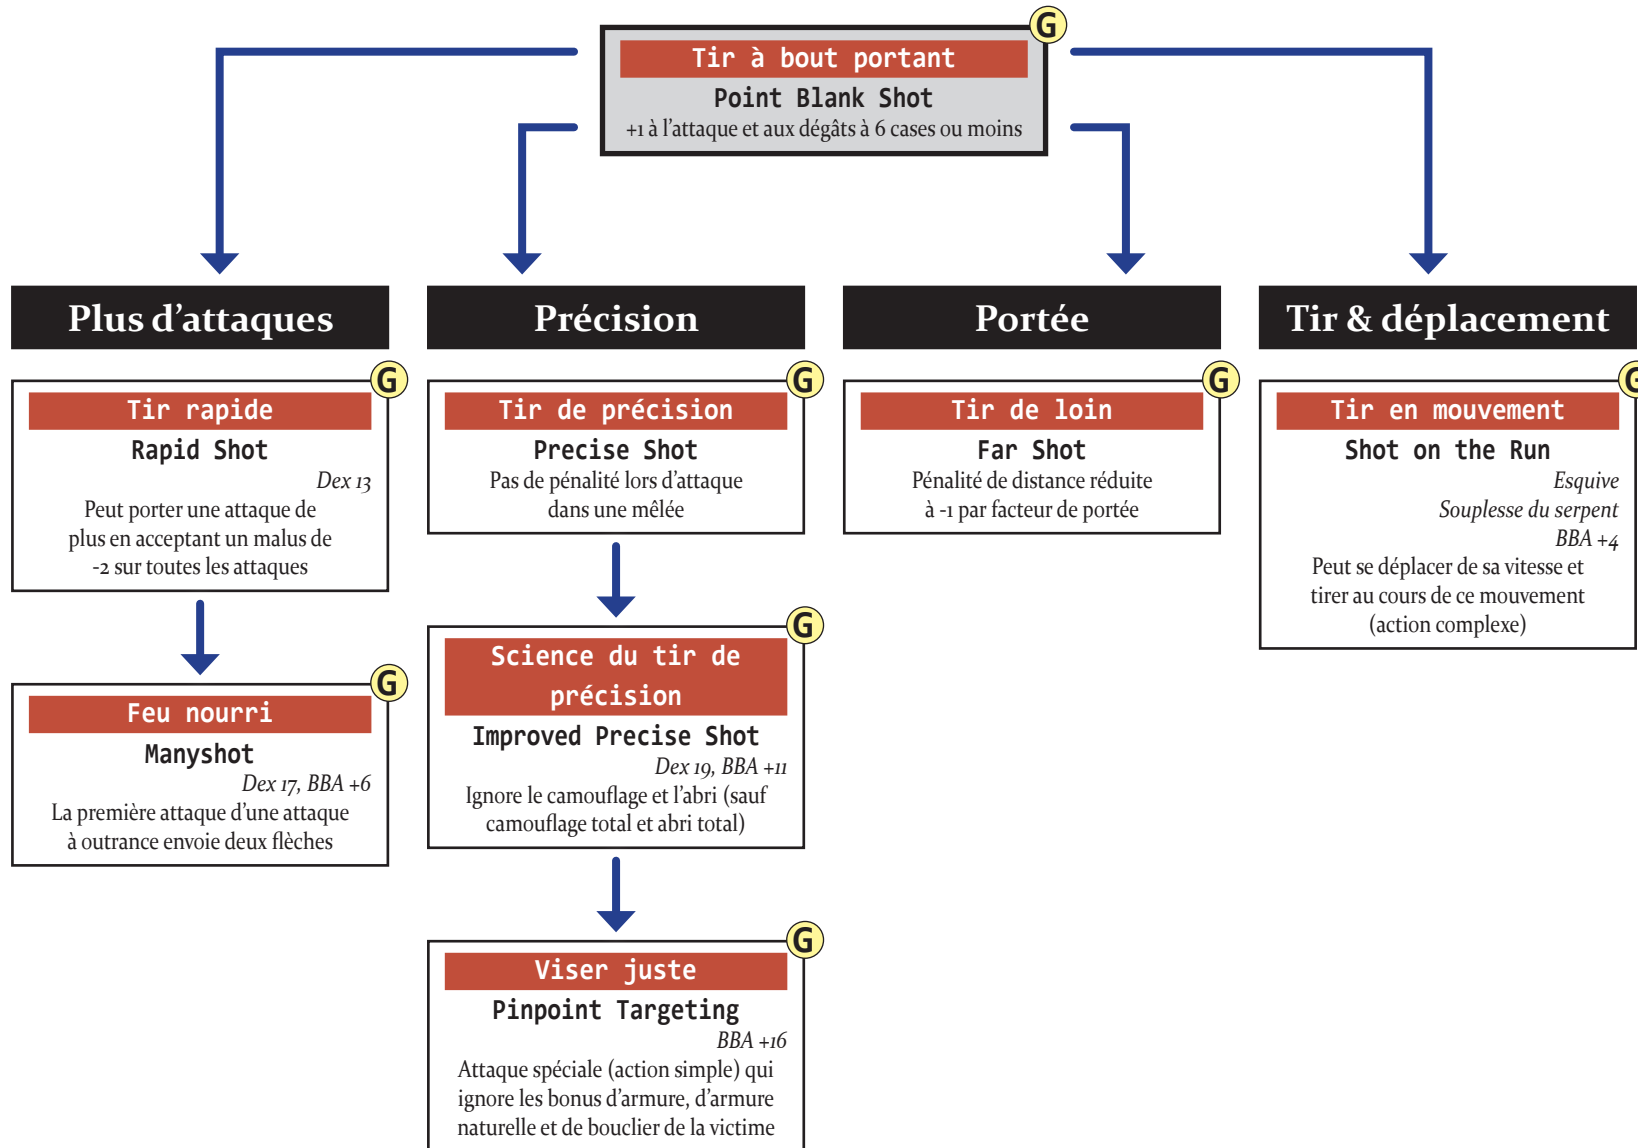 G
Tir à bout portant
Point Blank Shot
+1 à l'attaque et aux dégâts à 6 cases ou moins
Plus d'attaques
Précision
Portée
Tir & déplacement
G
Tir rapide
Rapid Shot
Dex 13
Peut porter une attaque de
plus en acceptant un malus de
-2 sur toutes les attaques
G
Feu nourri
Manyshot
Dex 17, BBA +6
La première attaque d'une attaque
à outrance envoie deux flèches
G
Tir de précision
Precise Shot
Pas de pénalité lors d'attaque
dans une mêlée
G
Science du tir de
précision
Improved Precise Shot
Dex 19, BBA +11
Ignore le camouflage et l'abri (sauf
camouflage total et abri total)
G
Viser juste
Pinpoint Targeting
BBA +16
Attaque spéciale (action simple) qui
ignore les bonus d'armure, d'armure
naturelle et de bouclier de la victime
G
Tir de loin
Far Shot
Pénalité de distance réduite
à -1 par facteur de portée
G
Tir en mouvement
Shot on the Run
Esquive
Souplesse du serpent
BBA +4
Peut se déplacer de sa vitesse et
tirer au cours de ce mouvement
(action complexe)